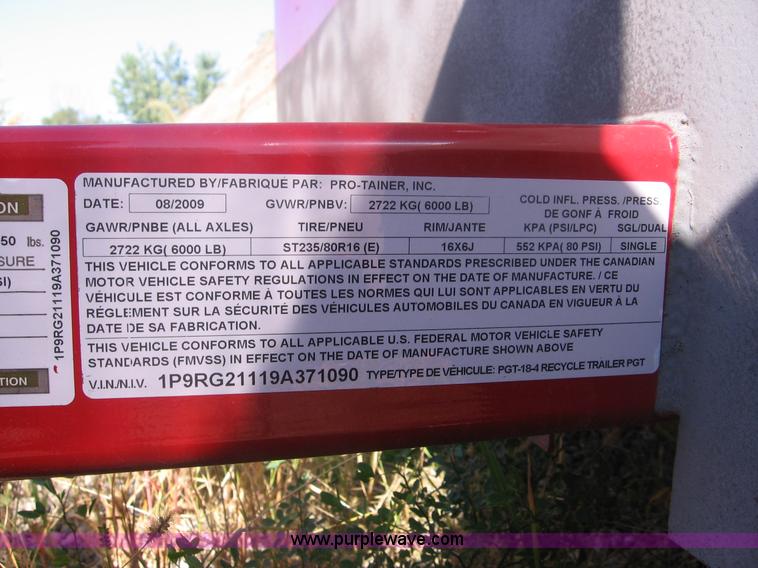 ON
50 lbs.
SURE
SI)
TION
1P9RG21119A371090
MANUFACTURED BY/FABRIQUÉ PAR: PRO-TAINER, INC.
DATE: 08/2009 GVWR/PNBV: 2722 KG( 6000 LB) COLD INFL. PRESS. /PRESS.
DE GONF À FROID
GAWR/PNBE (ALL AXLES) TIRE/PNEU RIM/JANTE KPA (PSI/LPC) SGL/DUAL
2722 KG( 6000 LB) ST235/80R16 (E) 16X6J 552 KPA( 80 PSI) SINGLE
THIS VEHICLE CONFORMS TO ALL APPLICABLE STANDARDS PRESCRIBED UNDER THE CANADIAN
MOTOR VEHICLE SAFETY REGULATIONS IN EFFECT ON THE DATE OF MANUFACTURE. / CE
VÉHICULE EST CONFORME À TOUTES LES NORMES QUI LUI SONT APPLICABLES EN VERTU DU
RÉGLEMENT SUR LA SÉCURITÉ DES VÉHICULES AUTOMOBILES DU CANADA EN VIGUEUR À LA
DATE DE SA FABRICATION.
THIS VEHICLE CONFORMS TO ALL APPLICABLE U.S. FEDERAL MOTOR VEHICLE SAFETY
STANDARDS (FMVSS) IN EFFECT ON THE DATE OF MANUFACTURE SHOWN ABOVE
V.I.N./N.I.V. 1P9RG21119A371090 TYPE/TYPE DE VÉHICULE: PGT-18-4 RECYCLE TRAILER PGT
www.purplewave.com